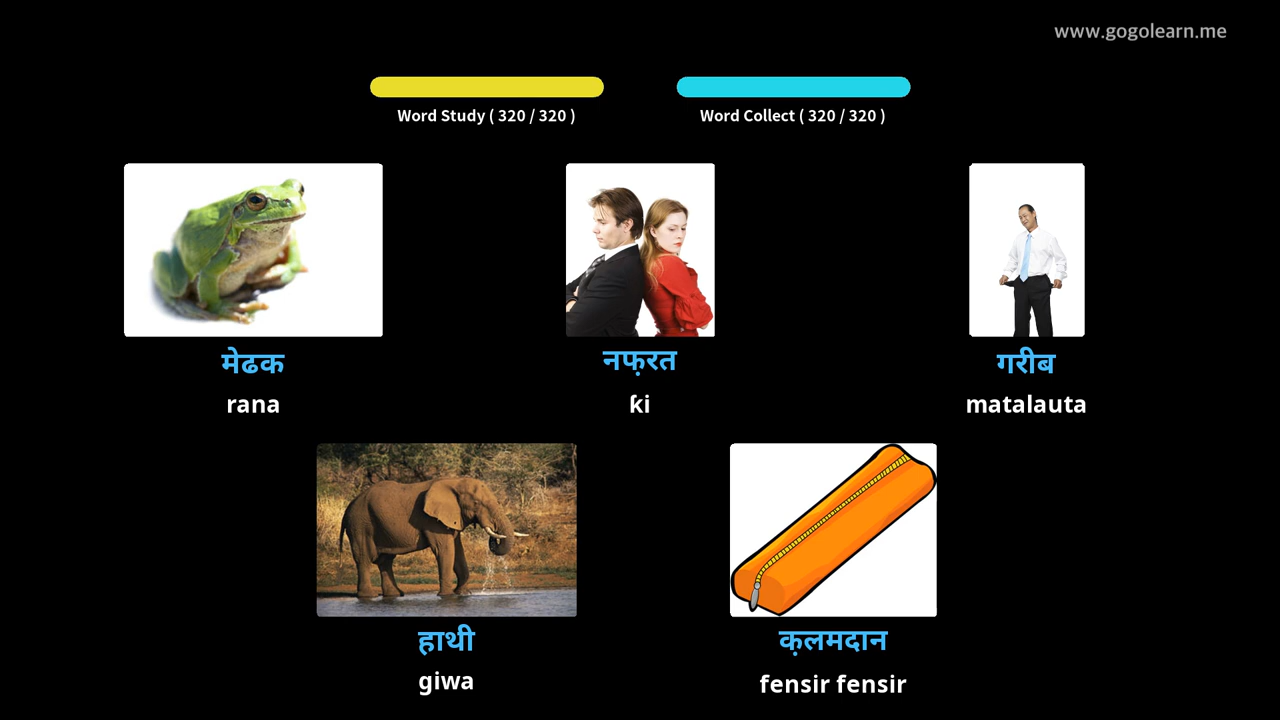 www.gogolearn.me
Word Study ( 320 / 320 )
Word Collect ( 320 / 320 )
मेढक
नफ़रत
गरीब
rana
ƙi
matalauta
हाथी
क़लमदान
giwa
fensir fensir